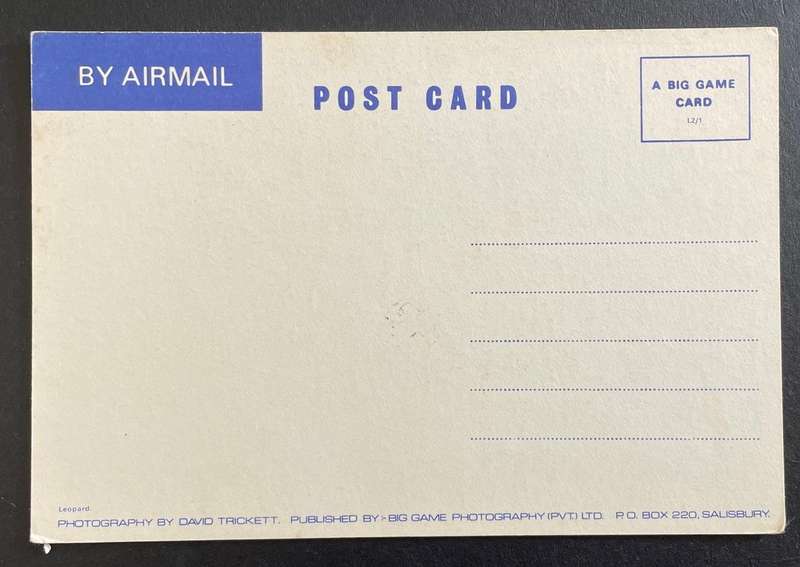 BY AIRMAIL
POST CARD
A BIG GAME
CARD
L2/1
Leopard.
PHOTOGRAPHY BY DAVID TRICKETT. PUBLISHED BY:- BIG GAME PHOTOGRAPHY (PVT.) LTD. P.O. BOX 220, SALISBURY.